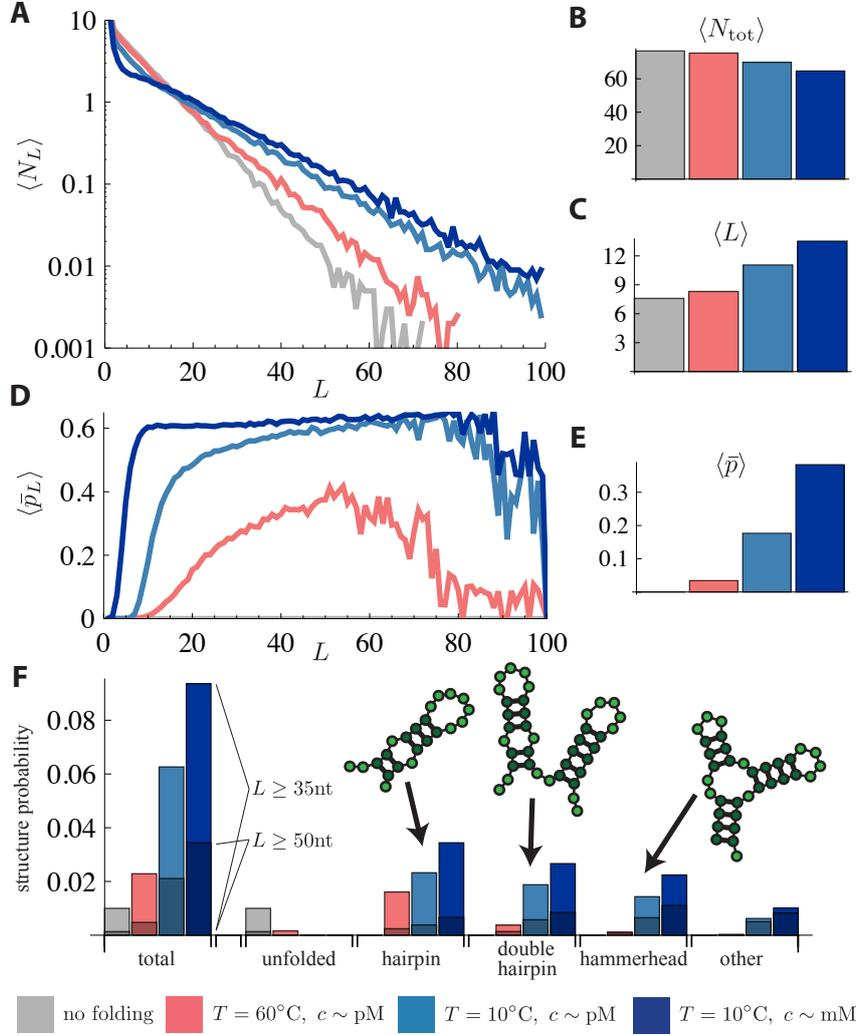 A
10
1
0.1
0.01
0.001
⟨N_L⟩
0
20
40
60
80
100
L
B
⟨N_tot⟩
60
40
20
C
⟨L⟩
12
9
6
3
D
0.6
0.4
0.2
0
⟨p̄_L⟩
0
20
40
60
80
100
L
E
⟨p̄⟩
0.3
0.2
0.1
F
structure probability
0.08
0.06
0.04
0.02
L ≥ 35nt
L ≥ 50nt
total
unfolded
hairpin
double
hairpin
hammerhead
other
no folding
T = 60°C, c ∼ pM
T = 10°C, c ∼ pM
T = 10°C, c ∼ mM